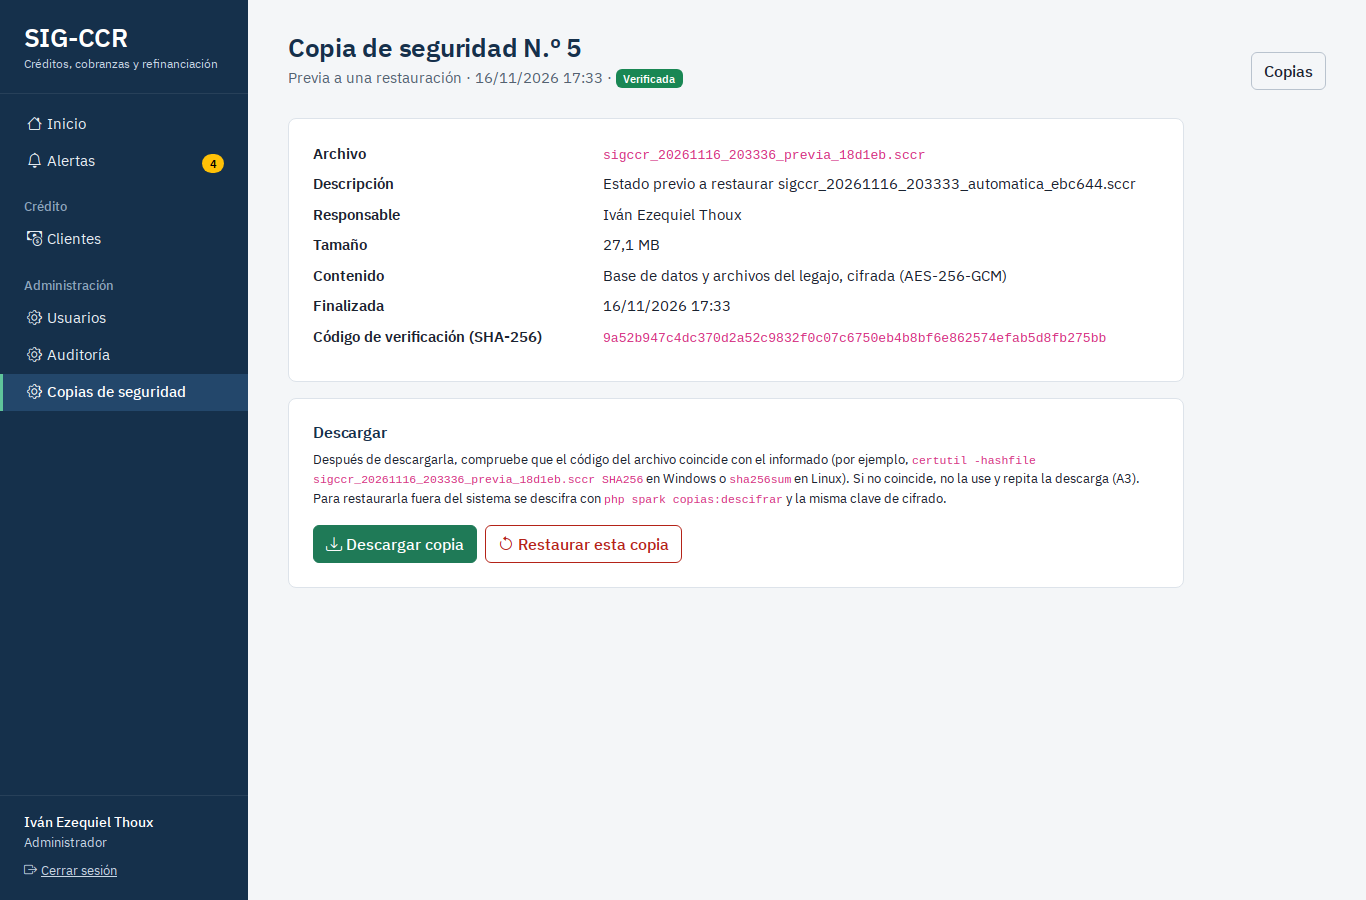 SIG-CCR
Créditos, cobranzas y refinanciación
Inicio
Alertas 4
Crédito
Clientes
Administración
Usuarios
Auditoría
Copias de seguridad
Iván Ezequiel Thoux
Administrador
Cerrar sesión
Copia de seguridad N.º 5
Previa a una restauración · 16/11/2026 17:33 · Verificada
Copias
Archivo sigccr_20261116_203336_previa_18d1eb.sccr
Descripción Estado previo a restaurar sigccr_20261116_203333_automatica_ebc644.sccr
Responsable Iván Ezequiel Thoux
Tamaño 27,1 MB
Contenido Base de datos y archivos del legajo, cifrada (AES-256-GCM)
Finalizada 16/11/2026 17:33
Código de verificación (SHA-256) 9a52b947c4dc370d2a52c9832f0c07c6750eb4b8bf6e862574efab5d8fb275bb
Descargar
Después de descargarla, compruebe que el código del archivo coincide con el informado (por ejemplo, certutil -hashfile
sigccr_20261116_203336_previa_18d1eb.sccr SHA256 en Windows o sha256sum en Linux). Si no coincide, no la use y repita la descarga (A3).
Para restaurarla fuera del sistema se descifra con php spark copias:descifrar y la misma clave de cifrado.
Descargar copia
Restaurar esta copia